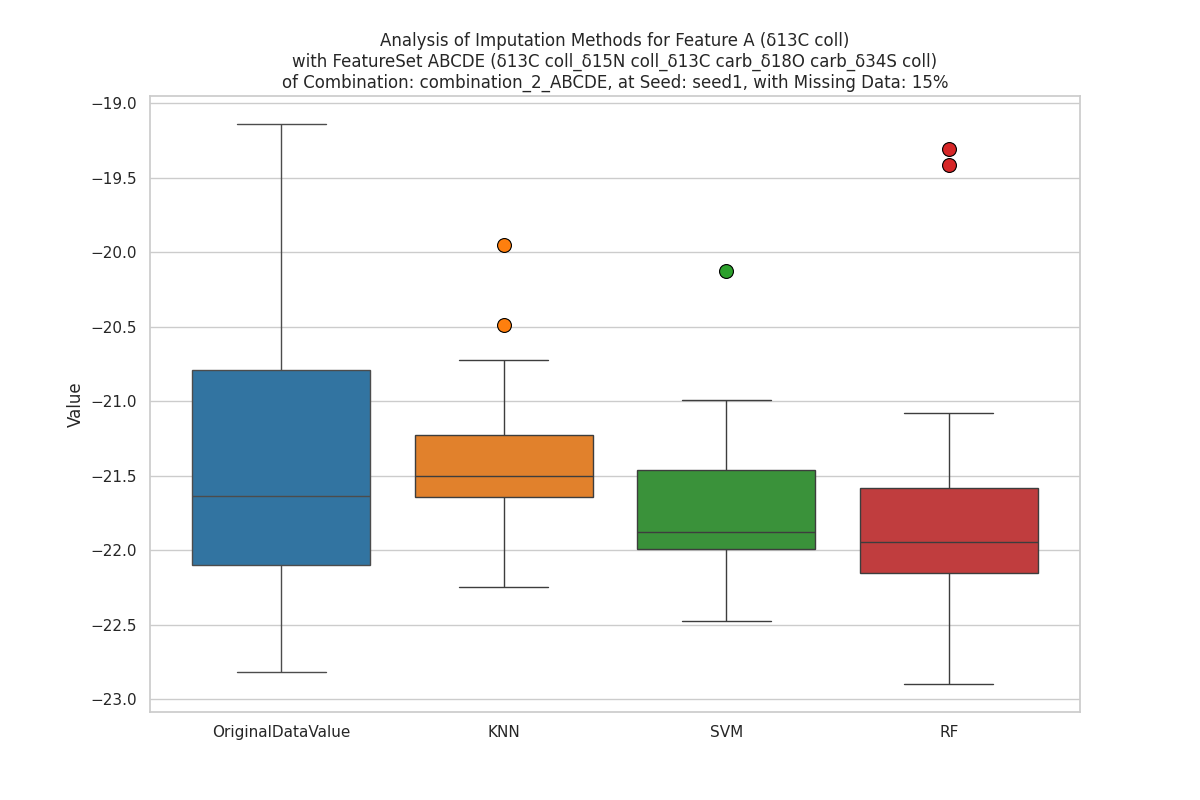 Analysis of Imputation Methods for Feature A (δ13C coll)
with FeatureSet ABCDE (δ13C coll_δ15N coll_δ13C carb_δ18O carb_δ34S coll)
of Combination: combination_2_ABCDE, at Seed: seed1, with Missing Data: 15%
−19.0
−19.5
−20.0
−20.5
−21.0
−21.5
−22.0
−22.5
−23.0
Value
OriginalDataValue
KNN
SVM
RF